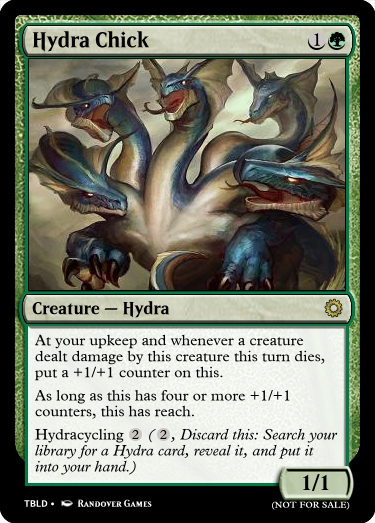 Hydra Chick 1
Creature — Hydra
At your upkeep and whenever a creature
dealt damage by this creature this turn dies,
put a +1/+1 counter on this.
As long as this has four or more +1/+1
counters, this has reach.
Hydracycling 2 ( 2, Discard this: Search your
library for a Hydra card, reveal it, and put it
into your hand.)
1/1
TBLD • Randover Games
(NOT FOR SALE)